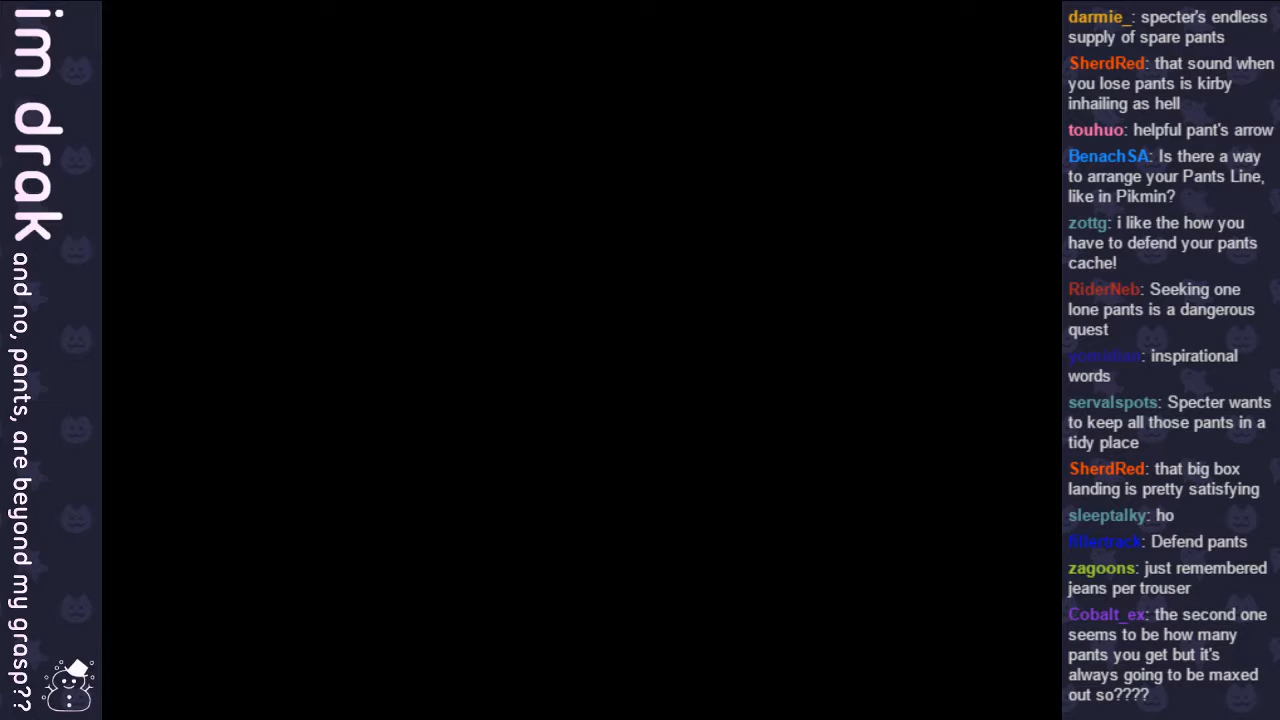 im drak and no, pants, are beyond my grasp??
darmie_: specter's endless
supply of spare pants
SherdRed: that sound when
you lose pants is kirby
inhailing as hell
touhuo: helpful pant's arrow
BenachSA: Is there a way
to arrange your Pants Line,
like in Pikmin?
zottg: i like the how you
have to defend your pants
cache!
RiderNeb: Seeking one
lone pants is a dangerous
quest
: inspirational
words
servalspots: Specter wants
to keep all those pants in a
tidy place
SherdRed: that big box
landing is pretty satisfying
sleeptalky: ho
fillertrack: Defend pants
zagoons: just remembered
jeans per trouser
Cobalt_ex: the second one
seems to be how many
pants you get but it's
always going to be maxed
out so????